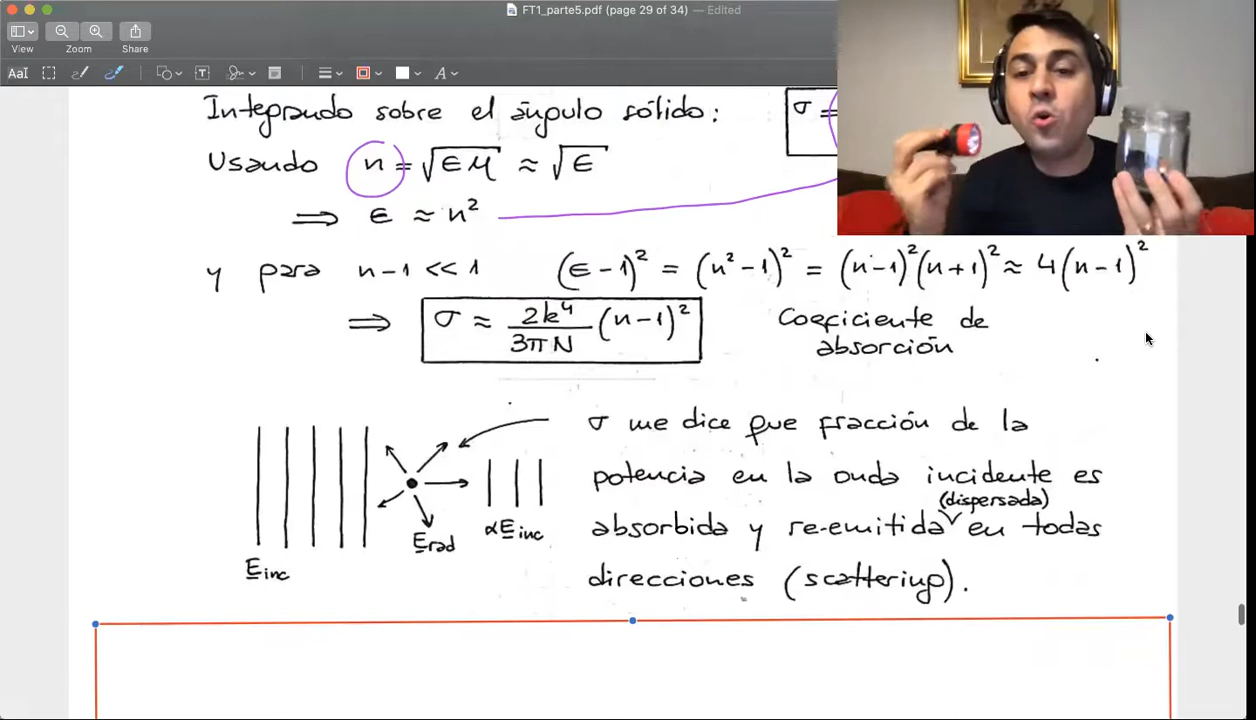 FT1_parte5.pdf (page 29 of 34) — Edited
View
Zoom
Share
AaI
T
A
Integrando sobre el ángulo sólido: σ =
Usando n = √εμ ≈ √ε
⟹ ε ≈ n²
y para n-1 << 1 (ε-1)² = (n²-1)² = (n-1)²(n+1)² ≈ 4(n-1)²
⟹ σ ≈ 2k⁴/3πN (n-1)² Coeficiente de
absorción
σ me dice que fracción de la
potencia en la onda incidente es
(dispersada)
absorbida y re-emitida en todas
direcciones (scattering).
Einc
Erad
αEinc